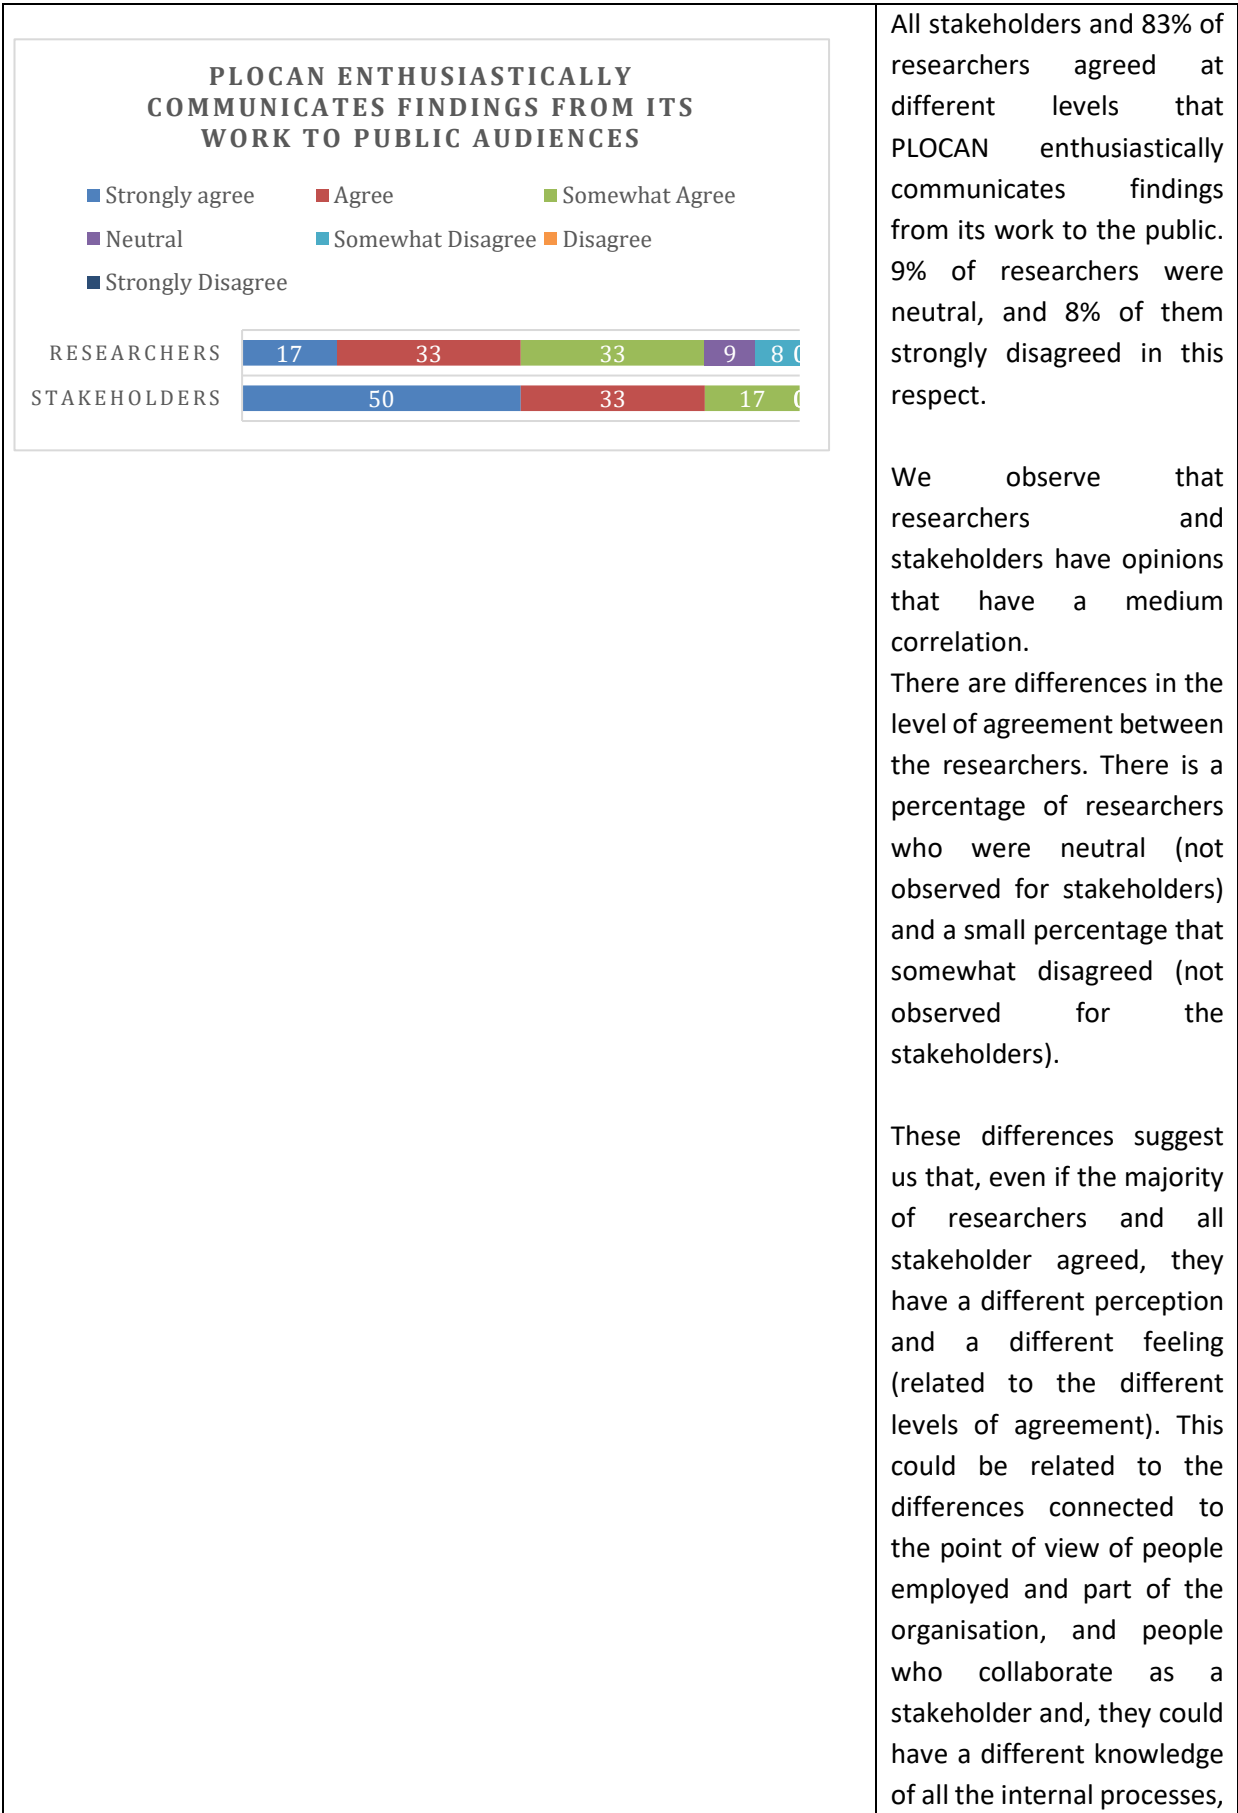 PLOCAN ENTHUSIASTICALLY
COMMUNICATES FINDINGS FROM ITS
WORK TO PUBLIC AUDIENCES
Strongly agree Agree Somewhat Agree
Neutral Somewhat Disagree Disagree
Strongly Disagree
RESEARCHERS 17 33 33 9 8 0
STAKEHOLDERS 50 33 17 0
All stakeholders and 83% of
researchers agreed at
different levels that
PLOCAN enthusiastically
communicates findings
from its work to the public.
9% of researchers were
neutral, and 8% of them
strongly disagreed in this
respect.
We observe that
researchers and
stakeholders have opinions
that have a medium
correlation.
There are differences in the
level of agreement between
the researchers. There is a
percentage of researchers
who were neutral (not
observed for stakeholders)
and a small percentage that
somewhat disagreed (not
observed for the
stakeholders).
These differences suggest
us that, even if the majority
of researchers and all
stakeholder agreed, they
have a different perception
and a different feeling
(related to the different
levels of agreement). This
could be related to the
differences connected to
the point of view of people
employed and part of the
organisation, and people
who collaborate as a
stakeholder and, they could
have a different knowledge
of all the internal processes,